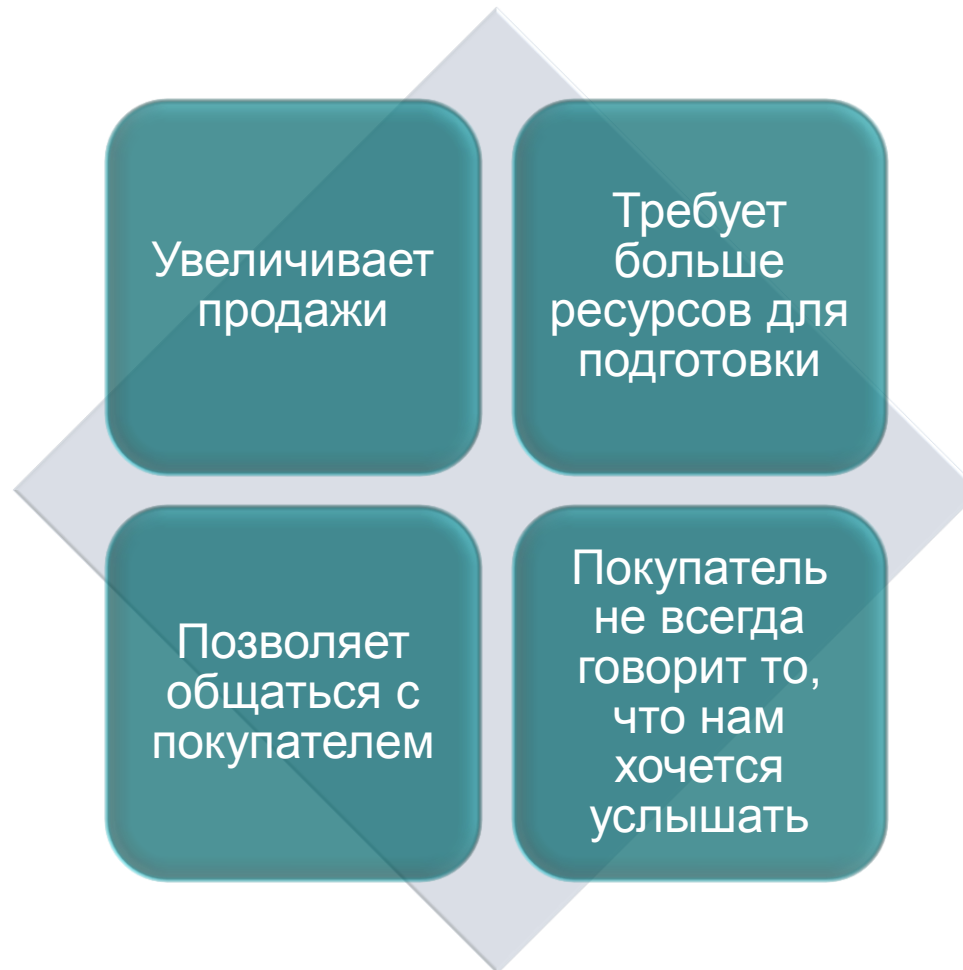 Увеличивает
продажи
Требует
больше
ресурсов для
подготовки
Позволяет
общаться с
покупателем
Покупатель
не всегда
говорит то,
что нам
хочется
услышать